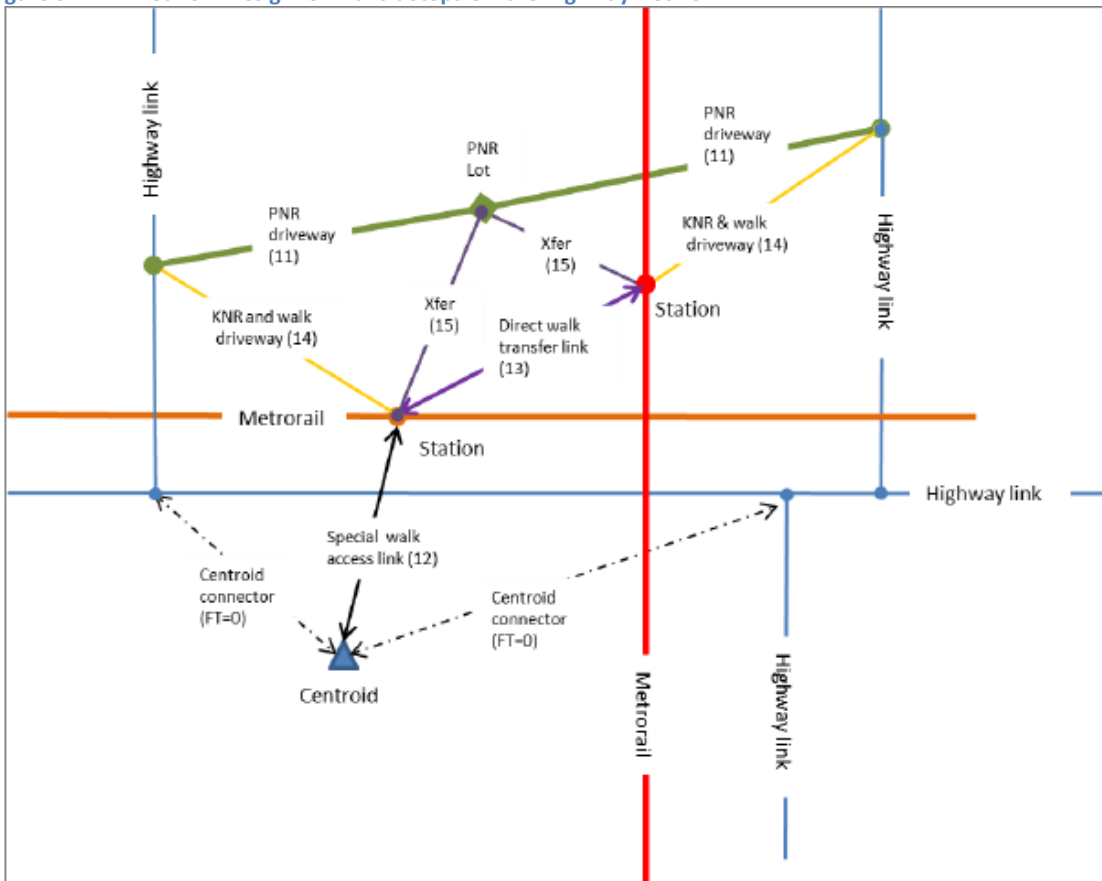 Highway link
PNR
driveway
(11)
PNR
Lot
PNR
driveway
(11)
Highway link
KNR & walk
driveway (14)
Xfer
(15)
Station
Xfer
(15)
KNR and walk
driveway (14)
Direct walk
transfer link
(13)
Metrorail
Station
Highway link
Special walk
access link (12)
Centroid
connector
(FT=0)
Centroid
connector
(FT=0)
Centroid
Metrorail
Highway link